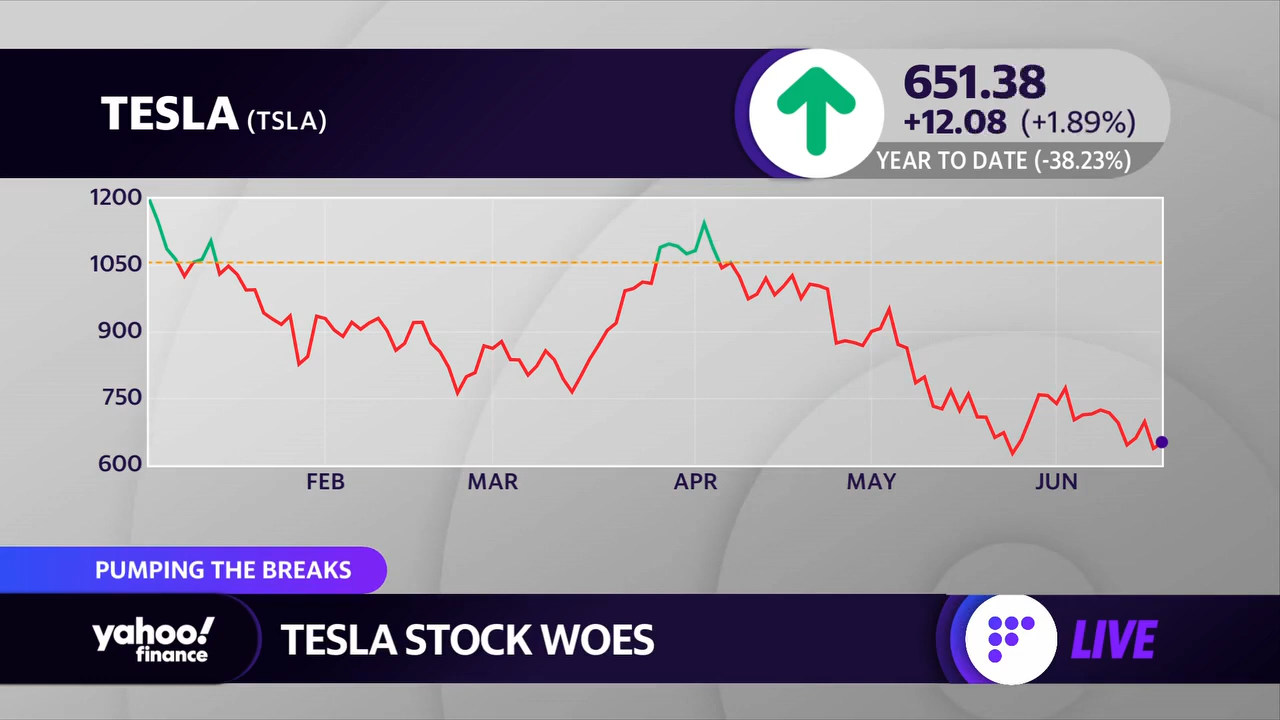 TESLA (TSLA)
651.38
+12.08 (+1.89%)
YEAR TO DATE (-38.23%)
1200
1050
900
750
600
FEB MAR APR MAY JUN
PUMPING THE BREAKS
yahoo!
finance
TESLA STOCK WOES
LIVE